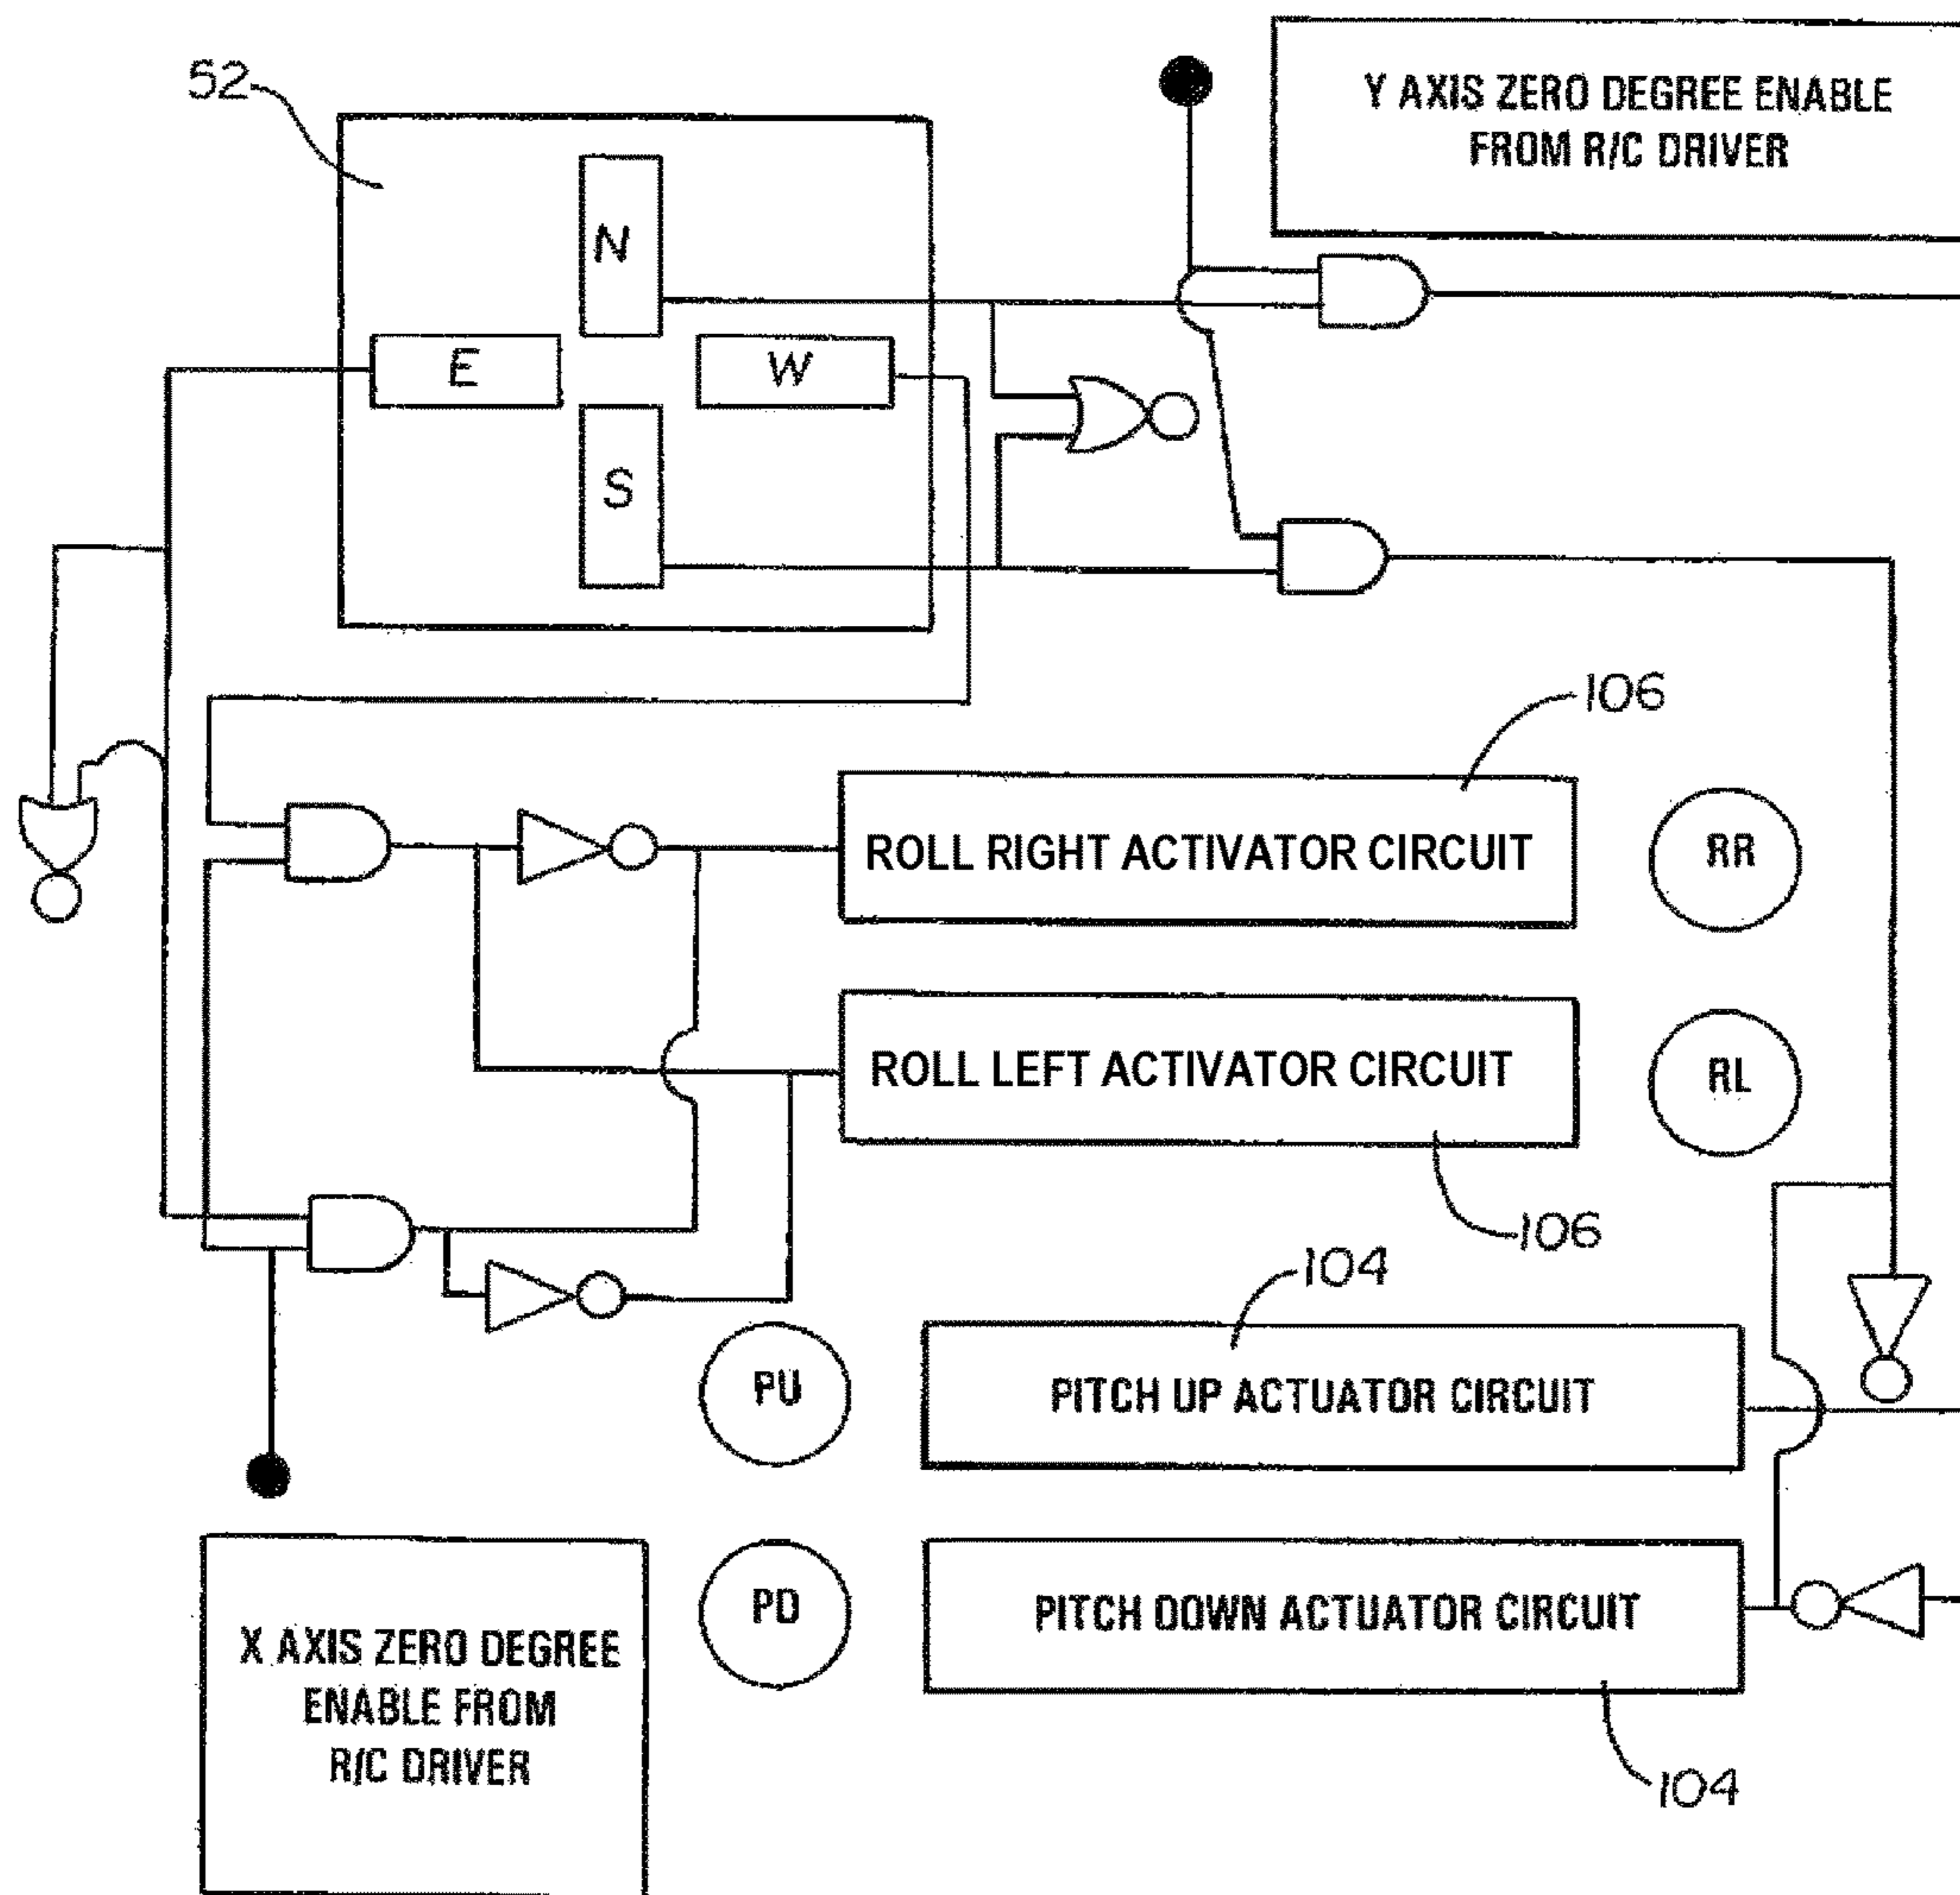 52
Y AXIS ZERO DEGREE ENABLE
FROM R/C DRIVER
N
E
W
S
106
ROLL RIGHT ACTIVATOR CIRCUIT
RR
ROLL LEFT ACTIVATOR CIRCUIT
RL
106
104
PU
PITCH UP ACTUATOR CIRCUIT
PD
PITCH DOWN ACTUATOR CIRCUIT
X AXIS ZERO DEGREE
ENABLE FROM
R/C DRIVER
104